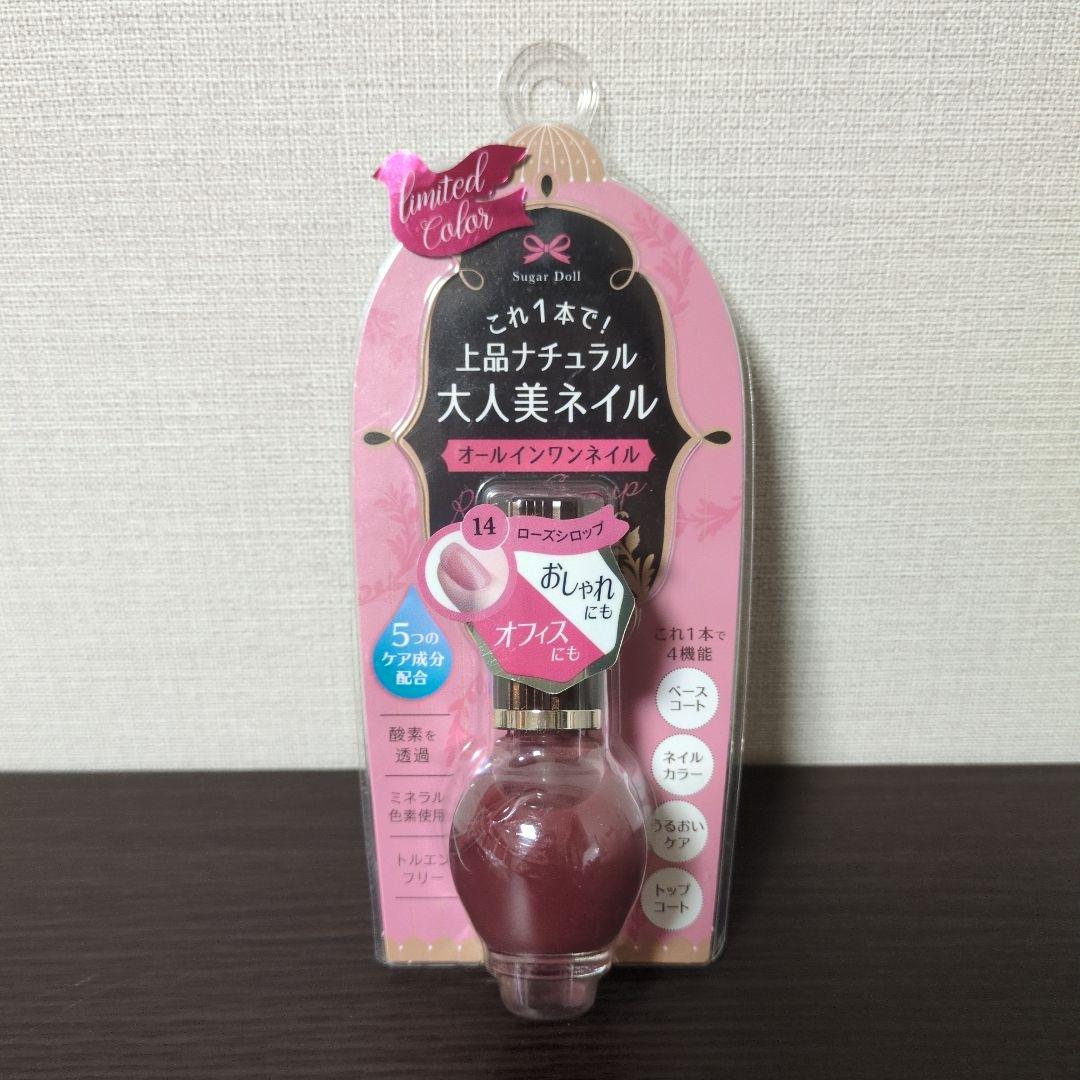 limited
Color
Sugar Doll
これ1本で!
上品ナチュラル
大人美ネイル
オールインワンネイル
14
ローズシロップ
おしゃれ
にも
オフィス
にも
5つの
ケア成分
配合
酸素を
透過
ミネラル
色素使用
トルエン
フリー
これ1本で
4機能
ベース
コート
ネイル
カラー
うるおい
ケア
トップ
コート